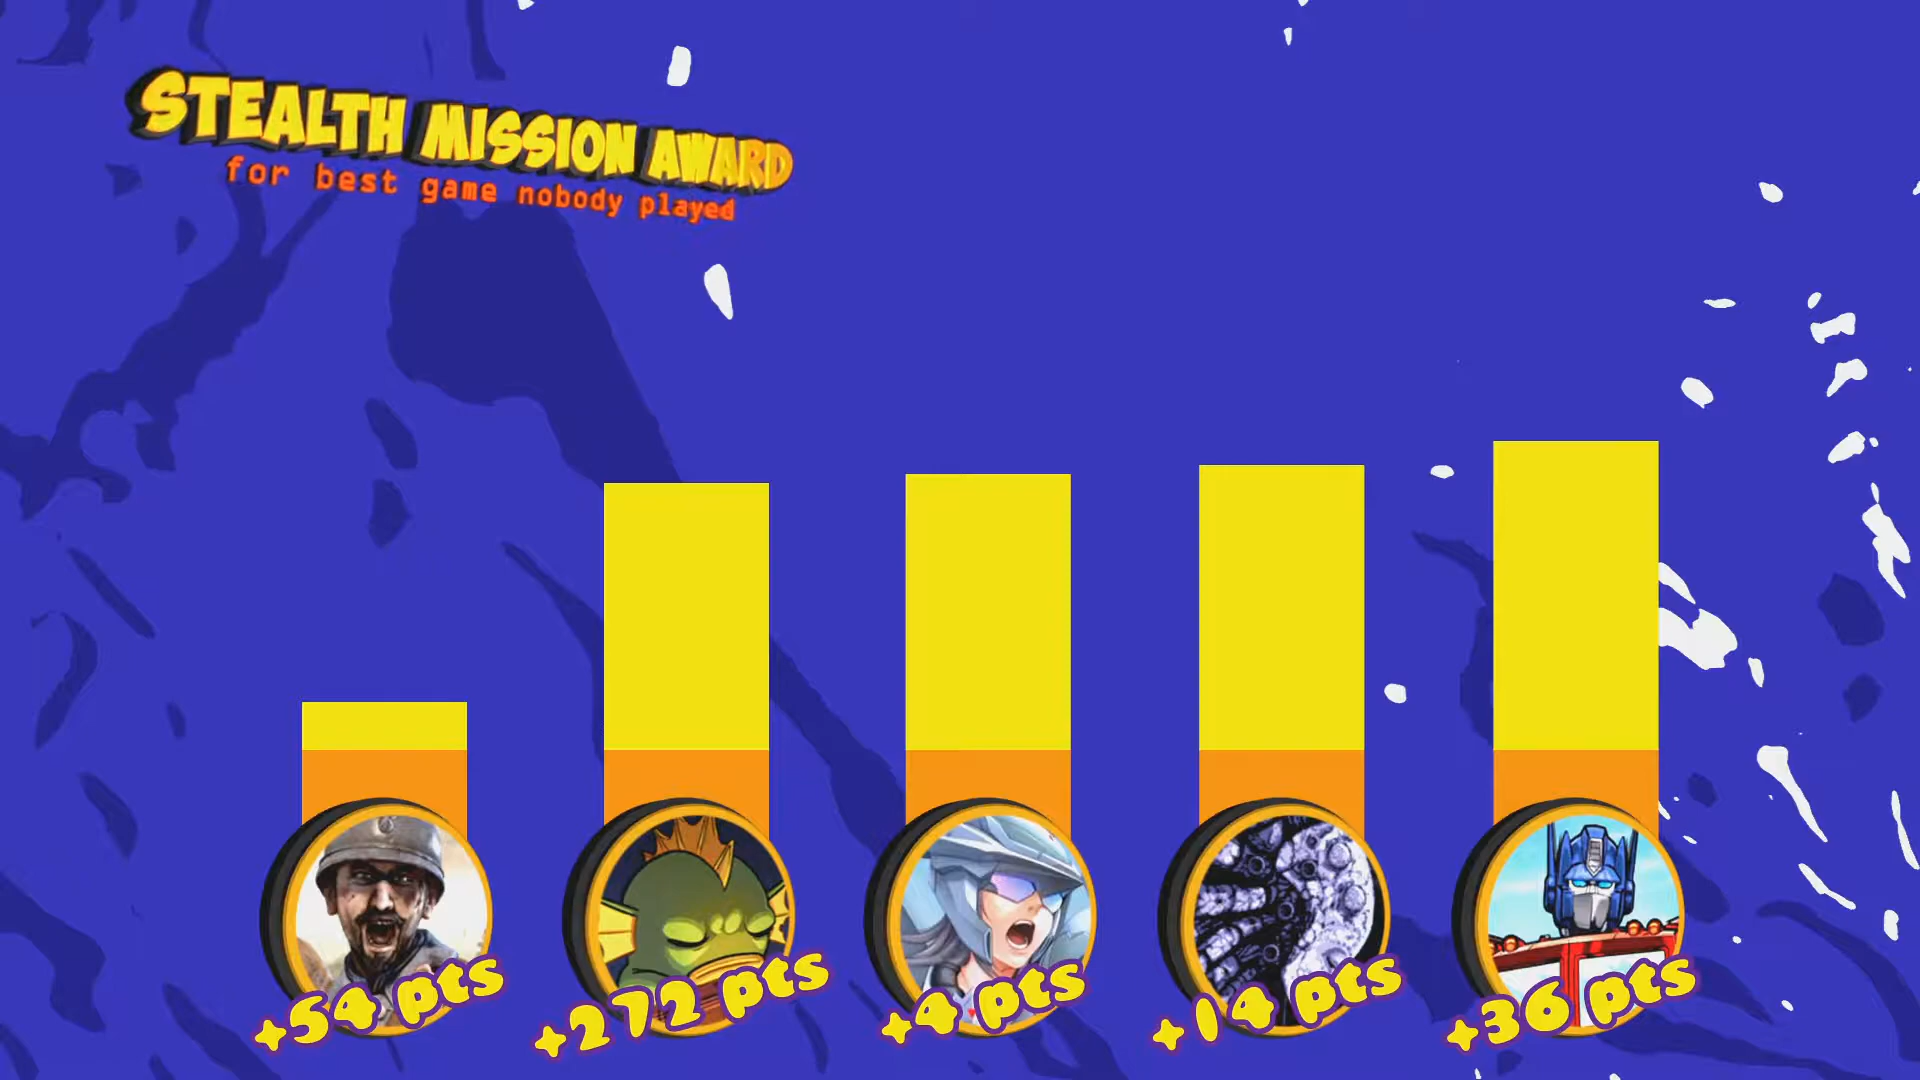 STEALTH MISSION AWARD
for best game nobody played
+54 pts
+272 pts
+4 pts
+14 pts
+36 pts